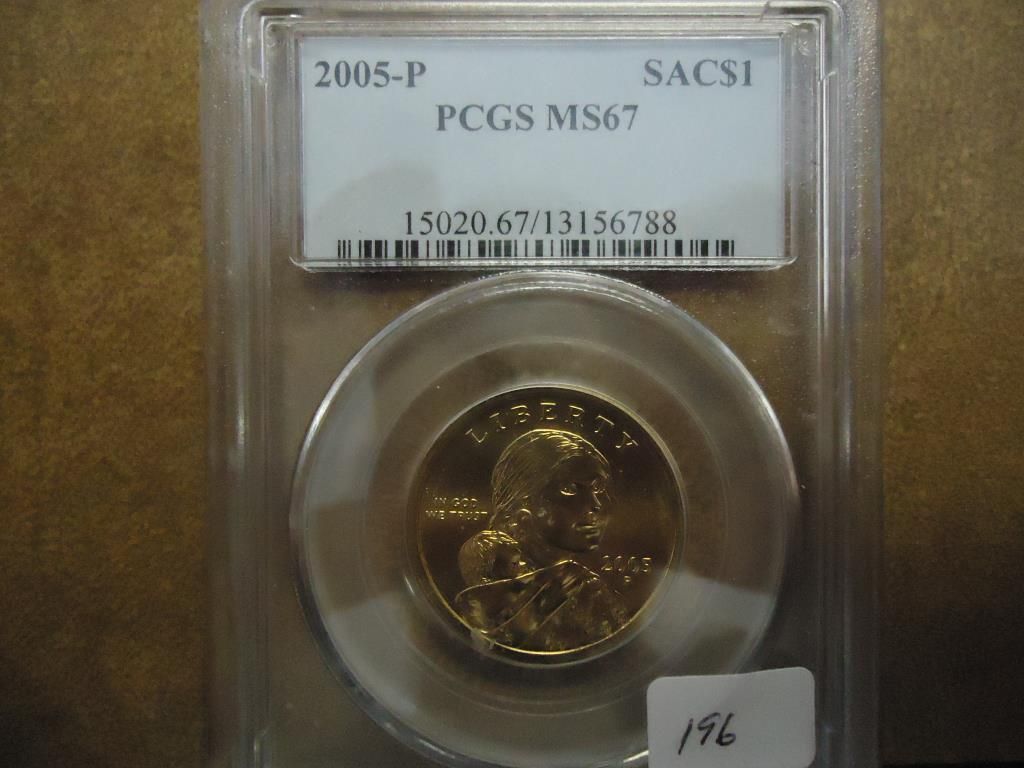 2005-P SAC$1
PCGS MS67
15020.67/13156788
LIBERTY
IN GOD
WE TRUST
2005
P
196